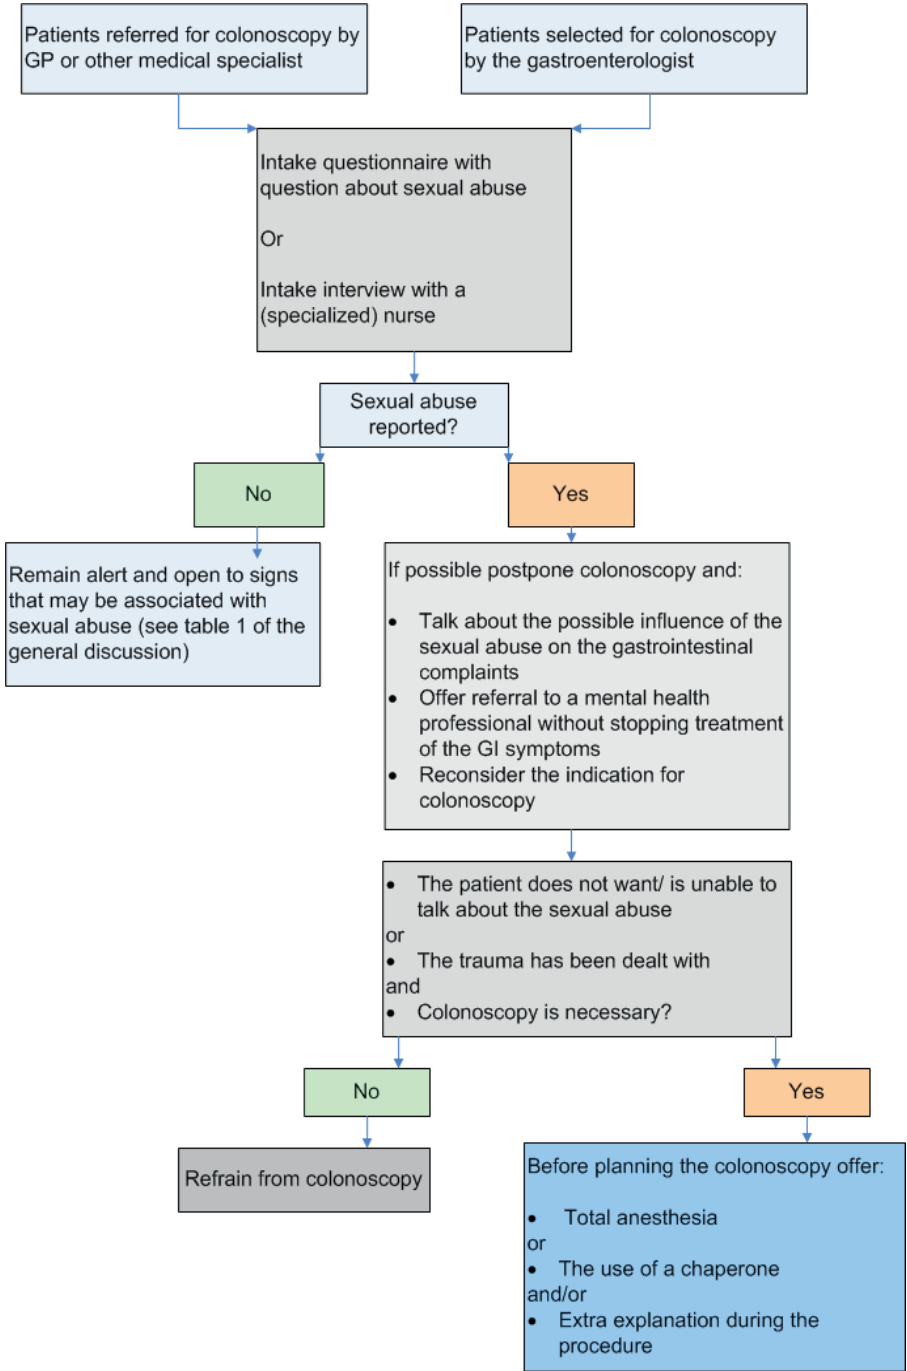 Patients referred for colonoscopy by
GP or other medical specialist
Patients selected for colonoscopy
by the gastroenterologist
Intake questionnaire with
question about sexual abuse
Or
Intake interview with a
(specialized) nurse
Sexual abuse
reported?
No
Yes
Remain alert and open to signs
that may be associated with
sexual abuse (see table 1 of the
general discussion)
If possible postpone colonoscopy and:
• Talk about the possible influence of the
sexual abuse on the gastrointestinal
complaints
• Offer referral to a mental health
professional without stopping treatment
of the GI symptoms
• Reconsider the indication for
colonoscopy
• The patient does not want/ is unable to
talk about the sexual abuse
or
• The trauma has been dealt with
and
• Colonoscopy is necessary?
No
Yes
Refrain from colonoscopy
Before planning the colonoscopy offer:
• Total anesthesia
or
• The use of a chaperone
and/or
• Extra explanation during the
procedure